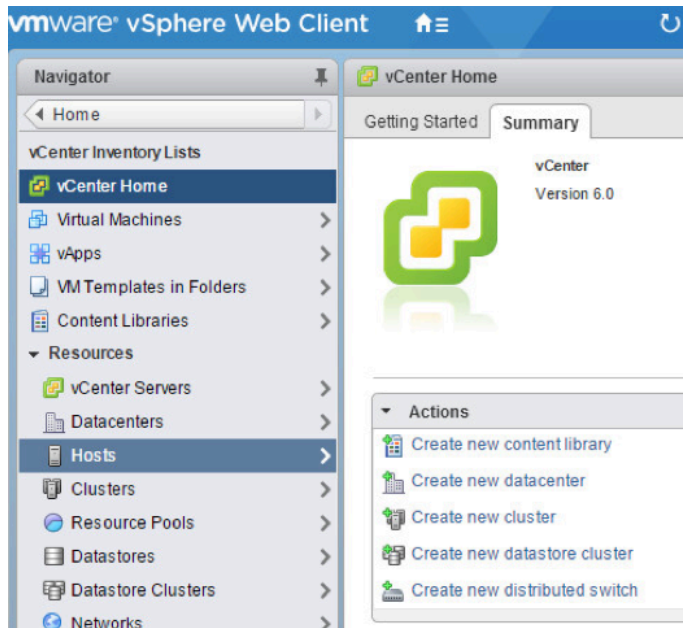 vmware® vSphere Web Client
Navigator
Home
vCenter Inventory Lists
vCenter Home
Virtual Machines
vApps
VM Templates in Folders
Content Libraries
Resources
vCenter Servers
Datacenters
Hosts
Clusters
Resource Pools
Datastores
Datastore Clusters
Networks
vCenter Home
Getting Started Summary
vCenter
Version 6.0
Actions
Create new content library
Create new datacenter
Create new cluster
Create new datastore cluster
Create new distributed switch